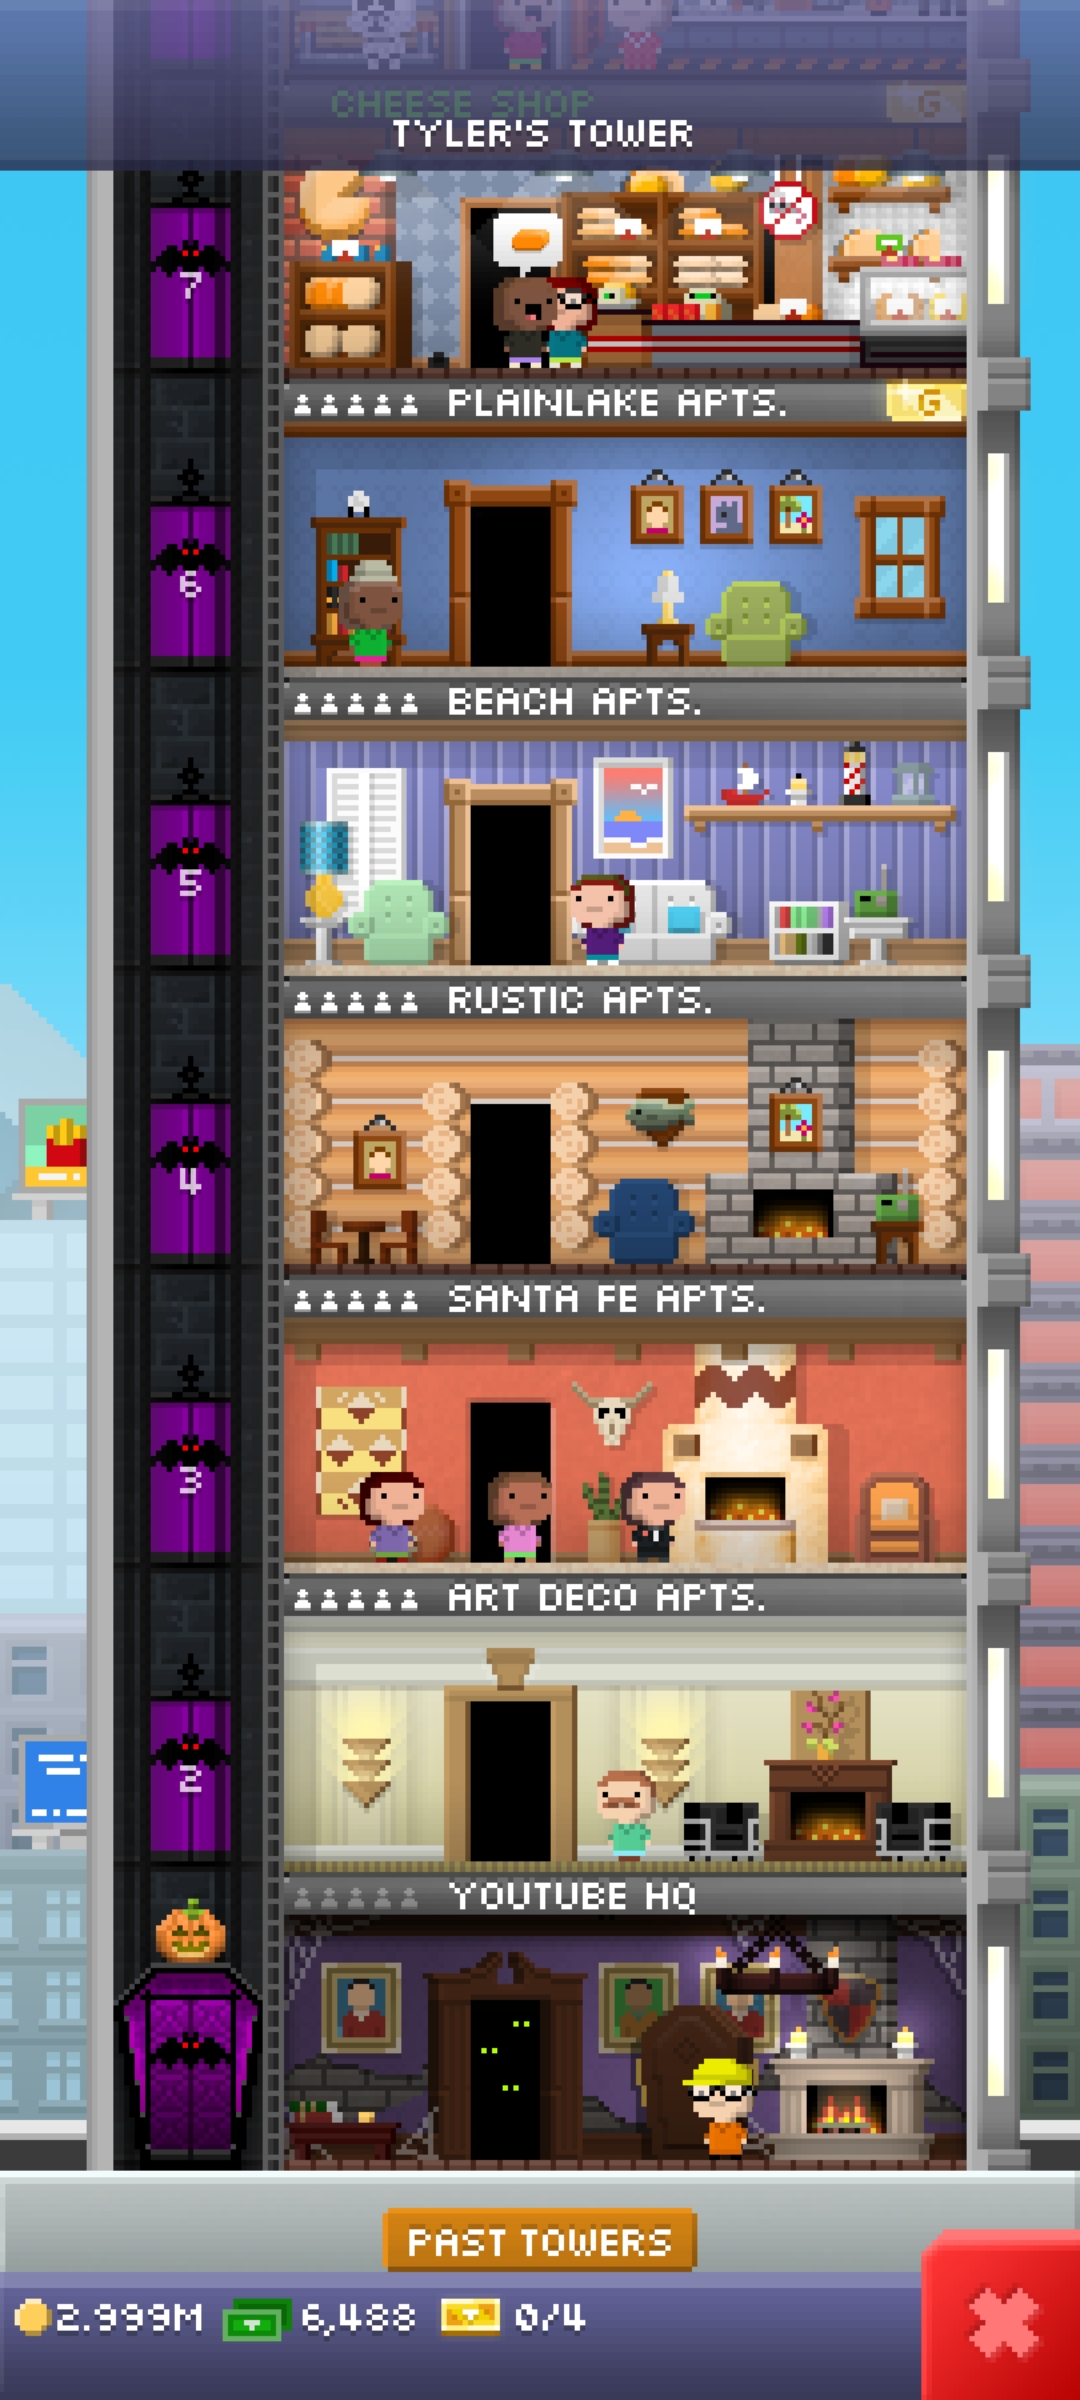 CHEESE SHOP
G
TYLER'S TOWER
7
PLAINLAKE APTS.
G
6
BEACH APTS.
5
RUSTIC APTS.
4
SANTA FE APTS.
3
ART DECO APTS.
2
YOUTUBE HQ
PAST TOWERS
2.999M 6,488 0/4